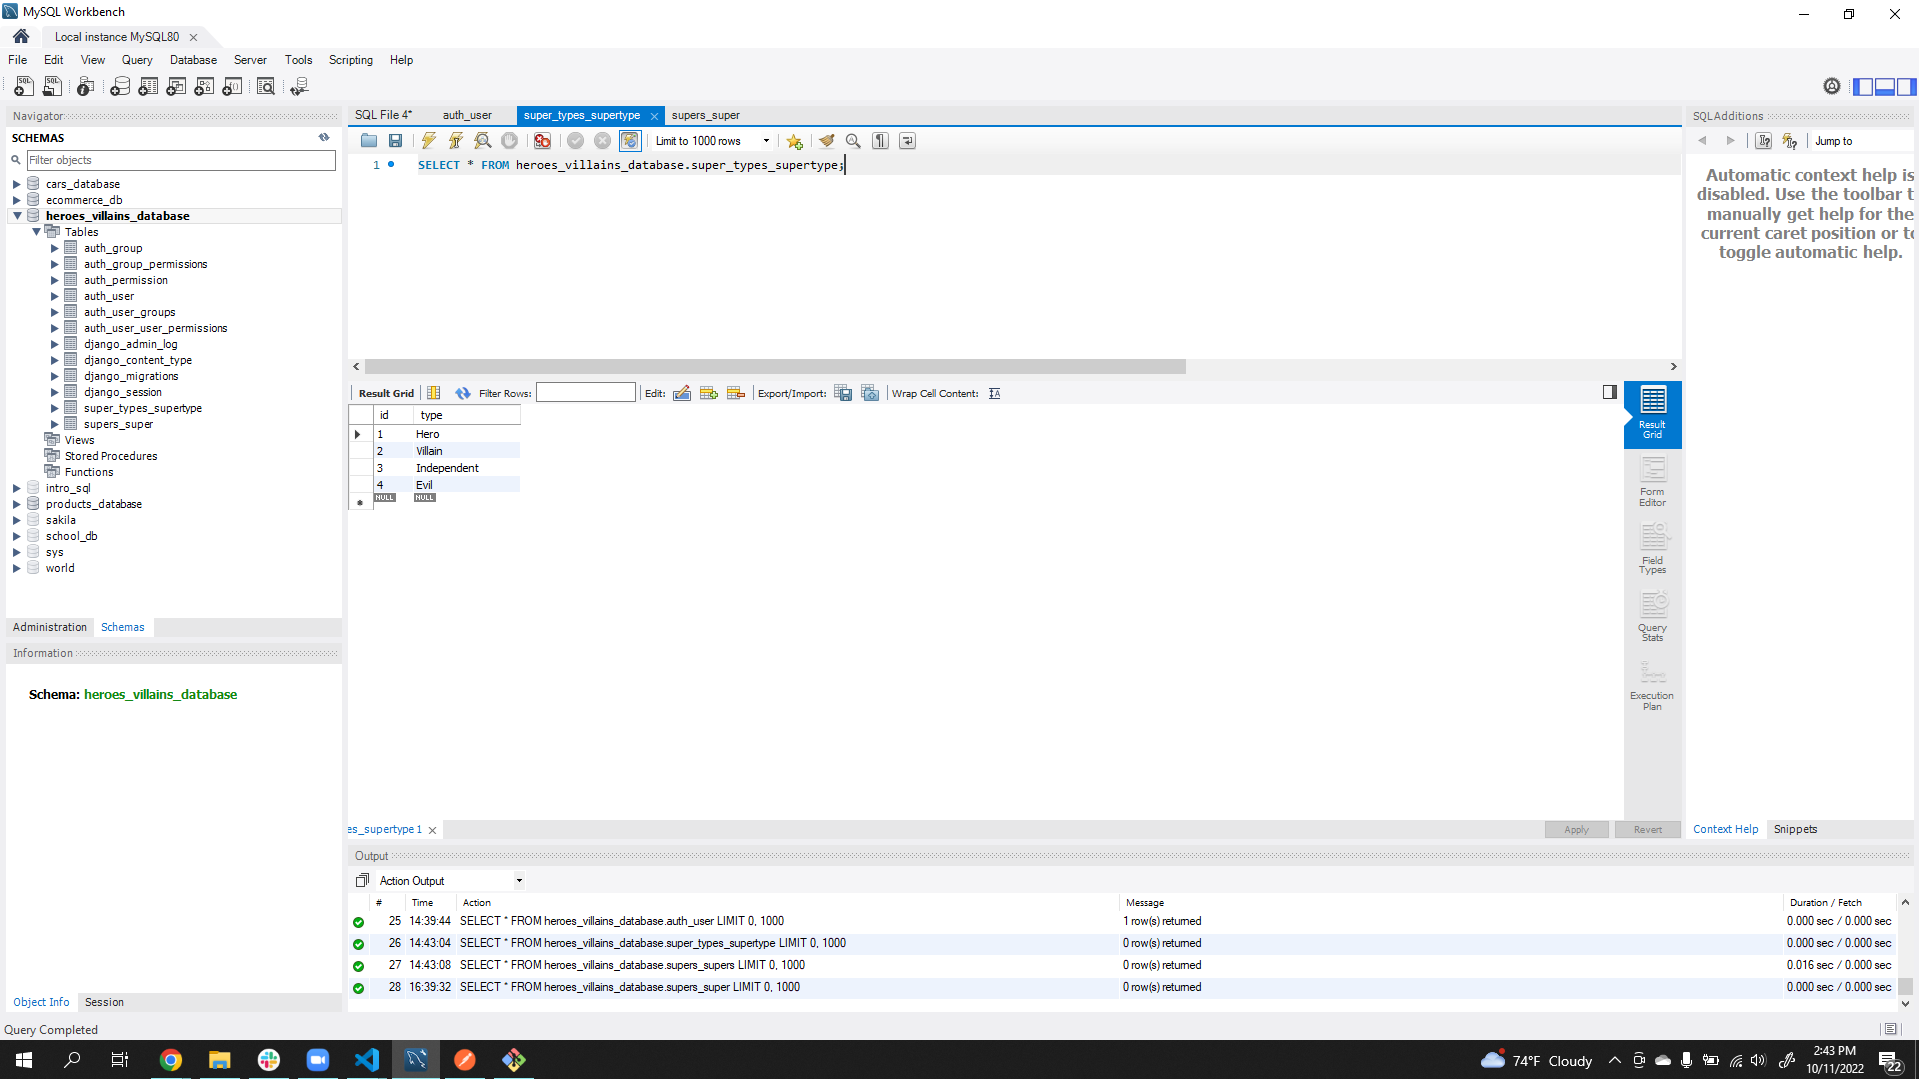 MySQL Workbench
Local instance MySQL80
File Edit View Query Database Server Tools Scripting Help
Navigator
SCHEMAS
Filter objects
cars_database
ecommerce_db
heroes_villains_database
Tables
auth_group
auth_group_permissions
auth_permission
auth_user
auth_user_groups
auth_user_user_permissions
django_admin_log
django_content_type
django_migrations
django_session
super_types_supertype
supers_super
Views
Stored Procedures
Functions
intro_sql
products_database
sakila
school_db
sys
world
Administration Schemas
Information
Schema: heroes_villains_database
Object Info Session
SQL File 4* auth_user super_types_supertype supers_super
Limit to 1000 rows
1 SELECT * FROM heroes_villains_database.super_types_supertype;
Result Grid Filter Rows: Edit: Export/Import: Wrap Cell Content:
id type
1 Hero
2 Villain
3 Independent
4 Evil
NULL NULL
Result Grid
Form Editor
Field Types
Query Stats
Execution Plan
es_supertype 1
Apply Revert
SQLAdditions
Jump to
Automatic context help is
disabled. Use the toolbar t
manually get help for the
current caret position or to
toggle automatic help.
Context Help Snippets
Output
Action Output
# Time Action Message Duration / Fetch
25 14:39:44 SELECT * FROM heroes_villains_database.auth_user LIMIT 0, 1000 1 row(s) returned 0.000 sec / 0.000 sec
26 14:43:04 SELECT * FROM heroes_villains_database.super_types_supertype LIMIT 0, 1000 0 row(s) returned 0.000 sec / 0.000 sec
27 14:43:08 SELECT * FROM heroes_villains_database.supers_supers LIMIT 0, 1000 0 row(s) returned 0.016 sec / 0.000 sec
28 16:39:32 SELECT * FROM heroes_villains_database.supers_super LIMIT 0, 1000 0 row(s) returned 0.000 sec / 0.000 sec
Query Completed
74°F Cloudy
2:43 PM
10/11/2022
22